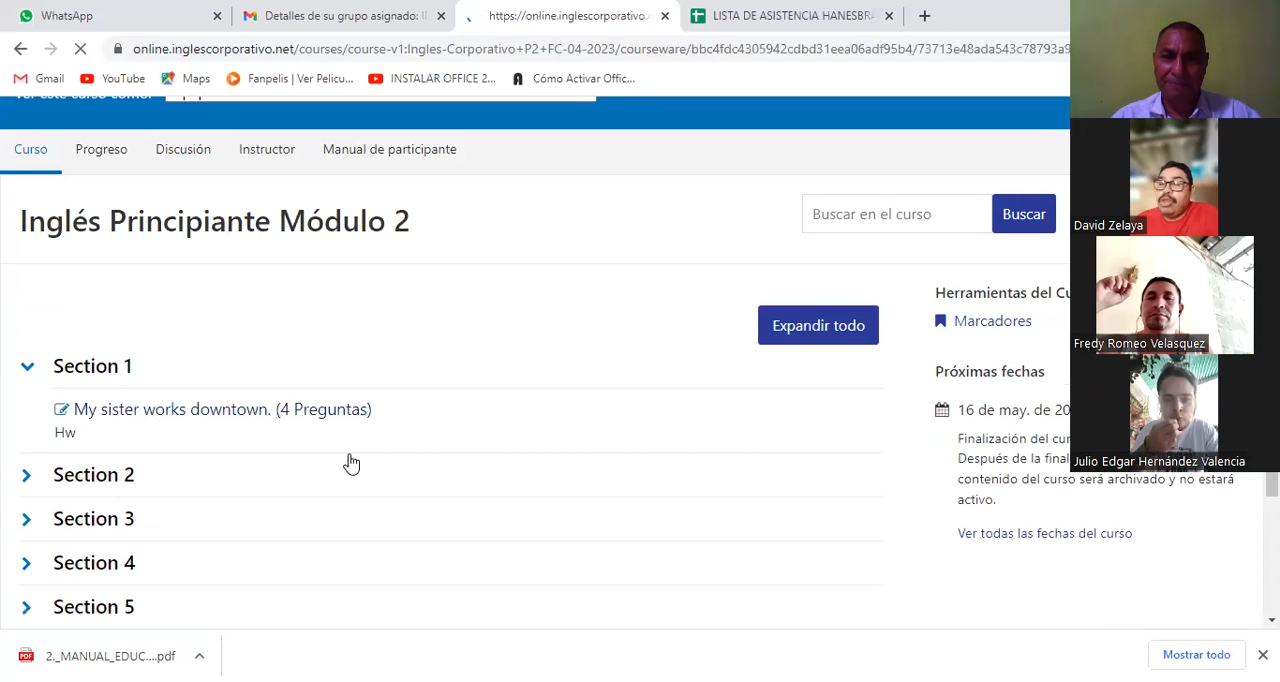 WhatsApp
Detalles de su grupo asignado: I
https://online.inglescorporativo.
LISTA DE ASISTENCIA HANESBRA
online.inglescorporativo.net/courses/course-v1:Ingles-Corporativo+P2+FC-04-2023/courseware/bbc4fdc4305942cdbd31eea06adf95b4/73713e48ada543c78793a9
Gmail
YouTube
Maps
Fanpelis | Ver Pelicu...
INSTALAR OFFICE 2...
Cómo Activar Offic...
Ver este curso como:
Curso
Progreso
Discusión
Instructor
Manual de participante
Inglés Principiante Módulo 2
Buscar en el curso
Buscar
Expandir todo
Section 1
My sister works downtown. (4 Preguntas)
Hw
Section 2
Section 3
Section 4
Section 5
Herramientas del Cu
Marcadores
Próximas fechas
16 de may. de 20
Finalización del cur
Después de la final
contenido del curso será archivado y no estará
activo.
Ver todas las fechas del curso
David Zelaya
Fredy Romeo Velasquez
Julio Edgar Hernández Valencia
2._MANUAL_EDUC....pdf
Mostrar todo